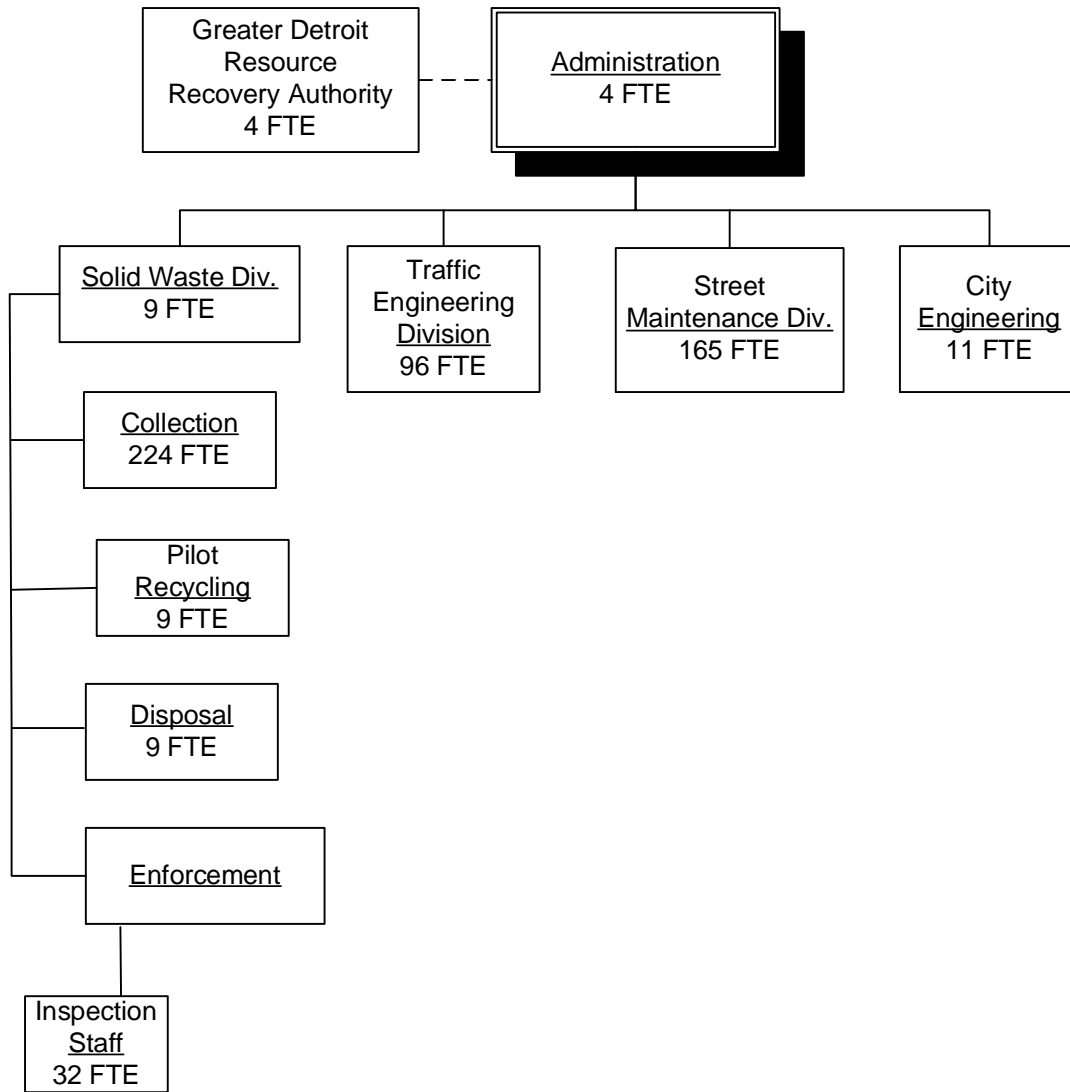 Greater Detroit
Resource
Recovery Authority
4 FTE
Administration
4 FTE
Solid Waste Div.
9 FTE
Traffic
Engineering
Division
96 FTE
Street
Maintenance Div.
165 FTE
City
Engineering
11 FTE
Collection
224 FTE
Pilot
Recycling
9 FTE
Disposal
9 FTE
Enforcement
Inspection
Staff
32 FTE